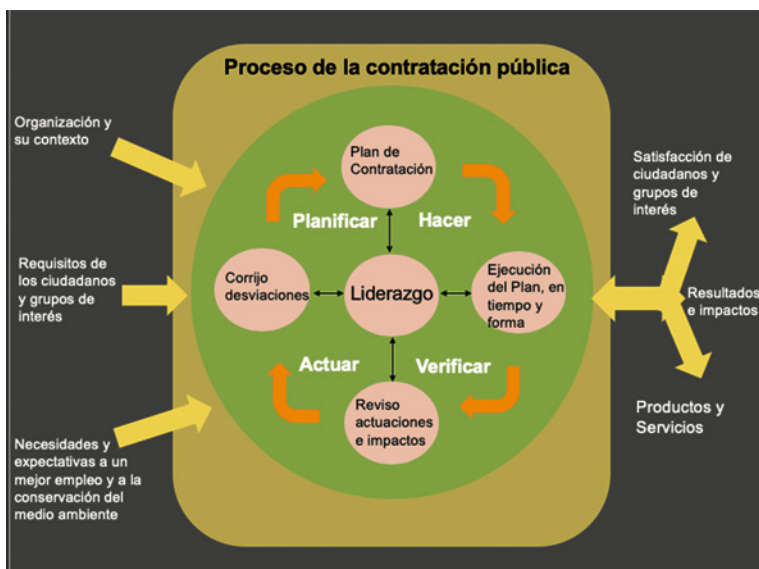 Proceso de la contratación pública
Organización y
su contexto
Plan de
Contratación
Satisfacción de
ciudadanos y
grupos de
interés
Planificar
Hacer
Requisitos de
los ciudadanos
y grupos de
interés
Corrijo
desviaciones
Liderazgo
Ejecución
del Plan, en
tiempo y
forma
Resultados
e impactos
Actuar
Verificar
Reviso
actuaciones
e impactos
Productos y
Servicios
Necesidades y
expectativas a un
mejor empleo y a la
conservación del
medio ambiente